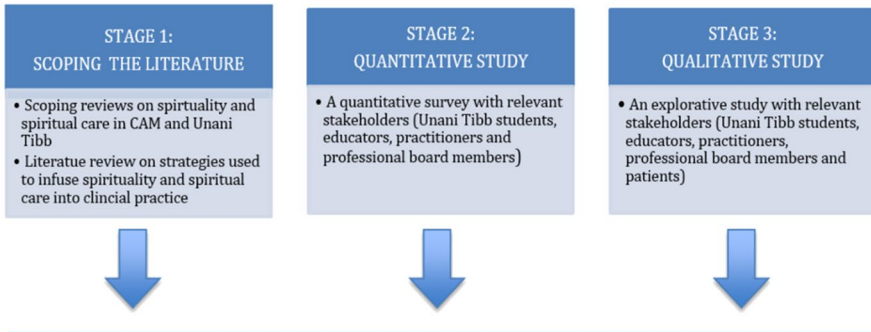 STAGE 1:
SCOPING THE LITERATURE
• Scoping reviews on spirtuality and
spiritual care in CAM and Unani
Tibb
• Literatue review on strategies used
to infuse spirituality and spiritual
care into clincial practice
STAGE 2:
QUANTITATIVE STUDY
• A quantitative survey with relevant
stakeholders (Unani Tibb students,
educators, practitioners and
professional board members)
STAGE 3:
QUALITATIVE STUDY
• An explorative study with relevant
stakeholders (Unani Tibb students,
educators, practitioners,
professional board members and
patients)